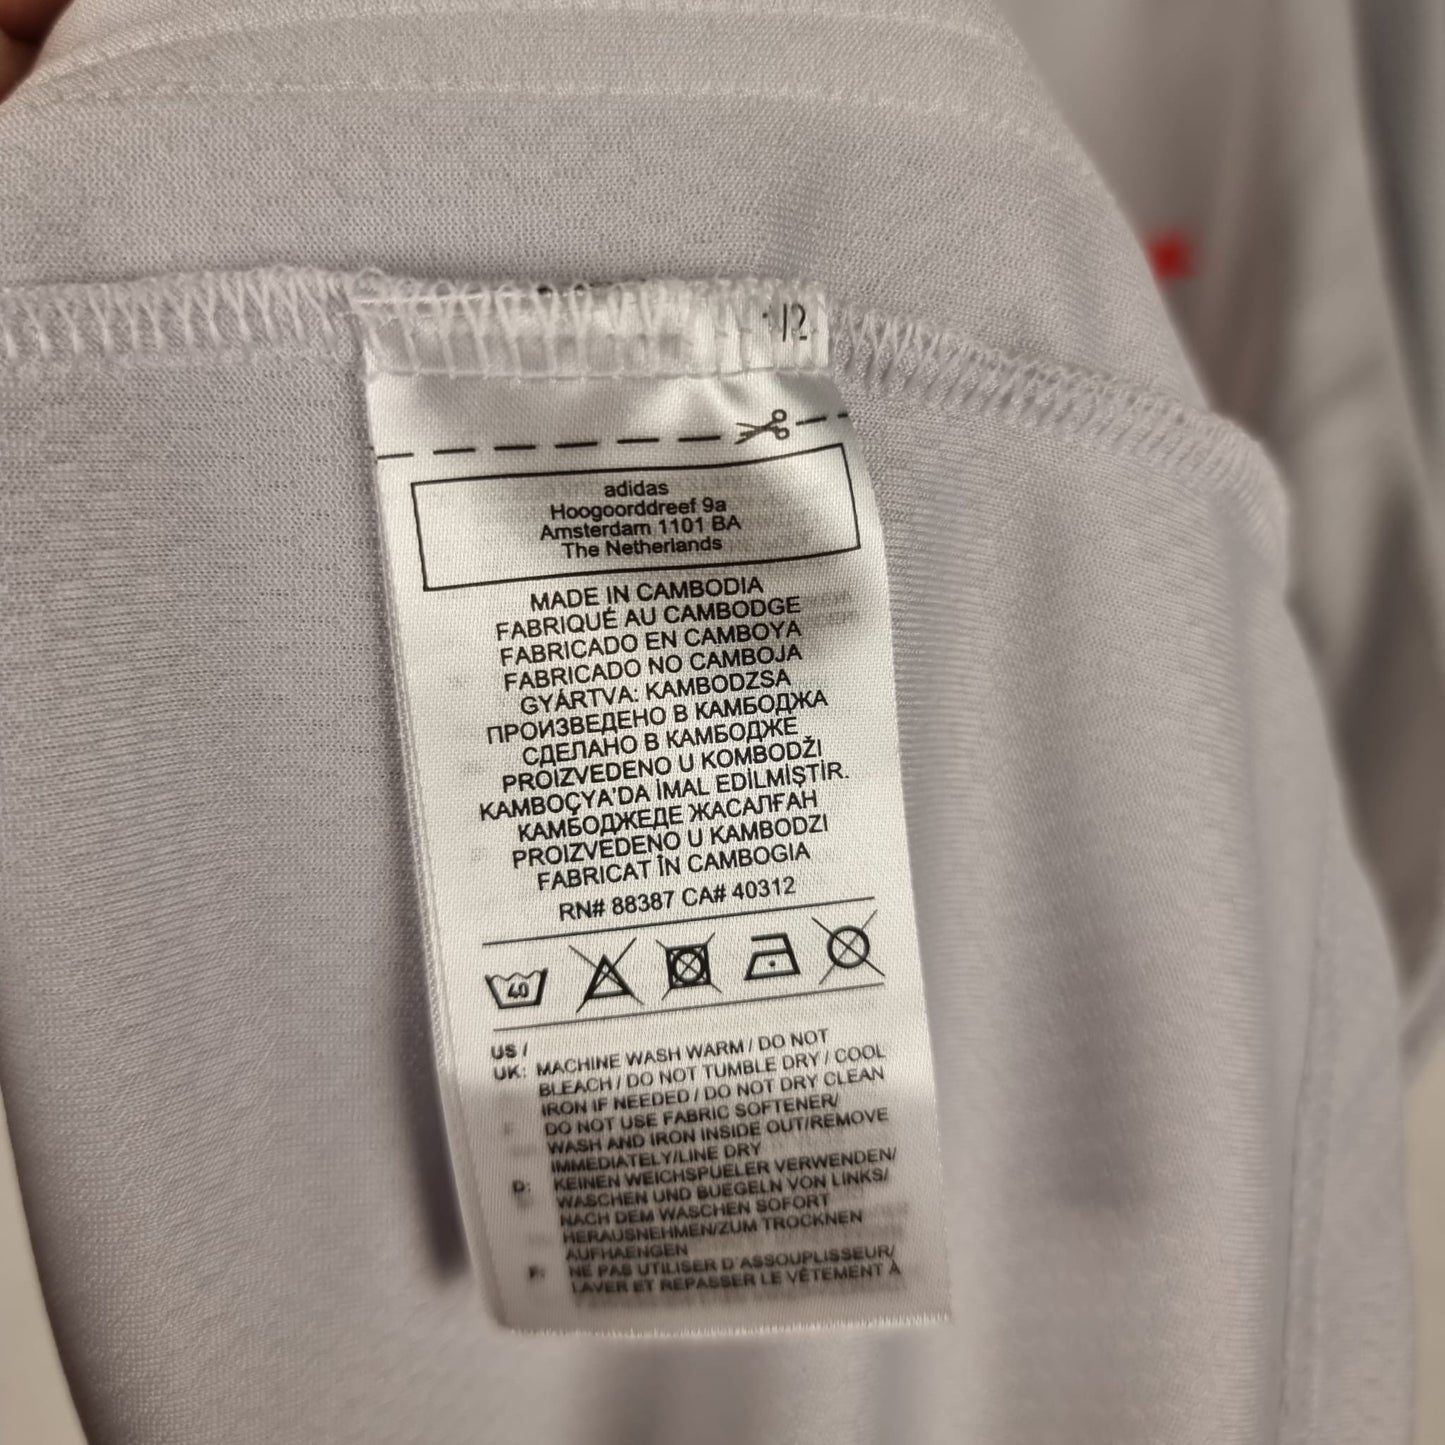 12
adidas
Hoogoorddreef 9a
Amsterdam 1101 BA
The Netherlands
MADE IN CAMBODIA
FABRIQUÉ AU CAMBODGE
FABRICADO EN CAMBOYA
FABRICADO NO CAMBOJA
GYÁRTVA: KAMBODZSA
ПРОИЗВЕДЕНО В КАМБОДЖА
СДЕЛАНО В КАМБОДЖЕ
PROIZVEDENO U KOMBODŽI
KAMBOÇYA'DA İMAL EDİLMİŞTİR.
КАМБОДЖЕДЕ ЖАСАЛҒАН
PROIZVEDENO U KAMBODZI
FABRICAT ÎN CAMBOGIA
RN# 88387 CA# 40312
40
US /
UK: MACHINE WASH WARM / DO NOT
BLEACH / DO NOT TUMBLE DRY / COOL
IRON IF NEEDED / DO NOT DRY CLEAN
DO NOT USE FABRIC SOFTENER/
WASH AND IRON INSIDE OUT/REMOVE
IMMEDIATELY/LINE DRY
D: KEINEN WEICHSPUELER VERWENDEN/
WASCHEN UND BUEGELN VON LINKS/
NACH DEM WASCHEN SOFORT
HERAUSNEHMEN/ZUM TROCKNEN
AUFHAENGEN
F: NE PAS UTILISER D'ASSOUPLISSEUR/
LAVER ET REPASSER LE VÊTEMENT À